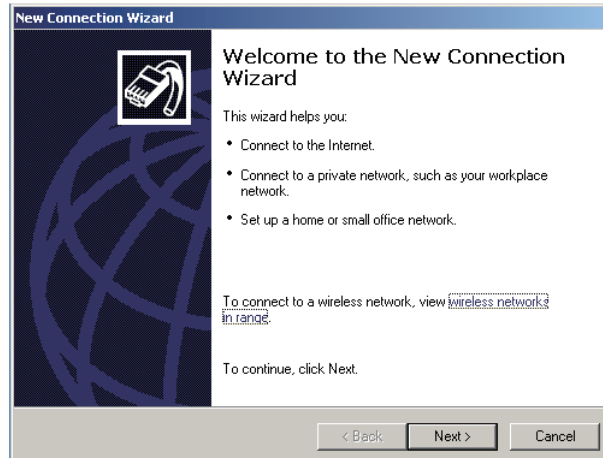 New Connection Wizard
Welcome to the New Connection
Wizard
This wizard helps you:
• Connect to the Internet.
• Connect to a private network, such as your workplace
network.
• Set up a home or small office network.
To connect to a wireless network, view wireless networks
in range.
To continue, click Next.
< Back
Next >
Cancel